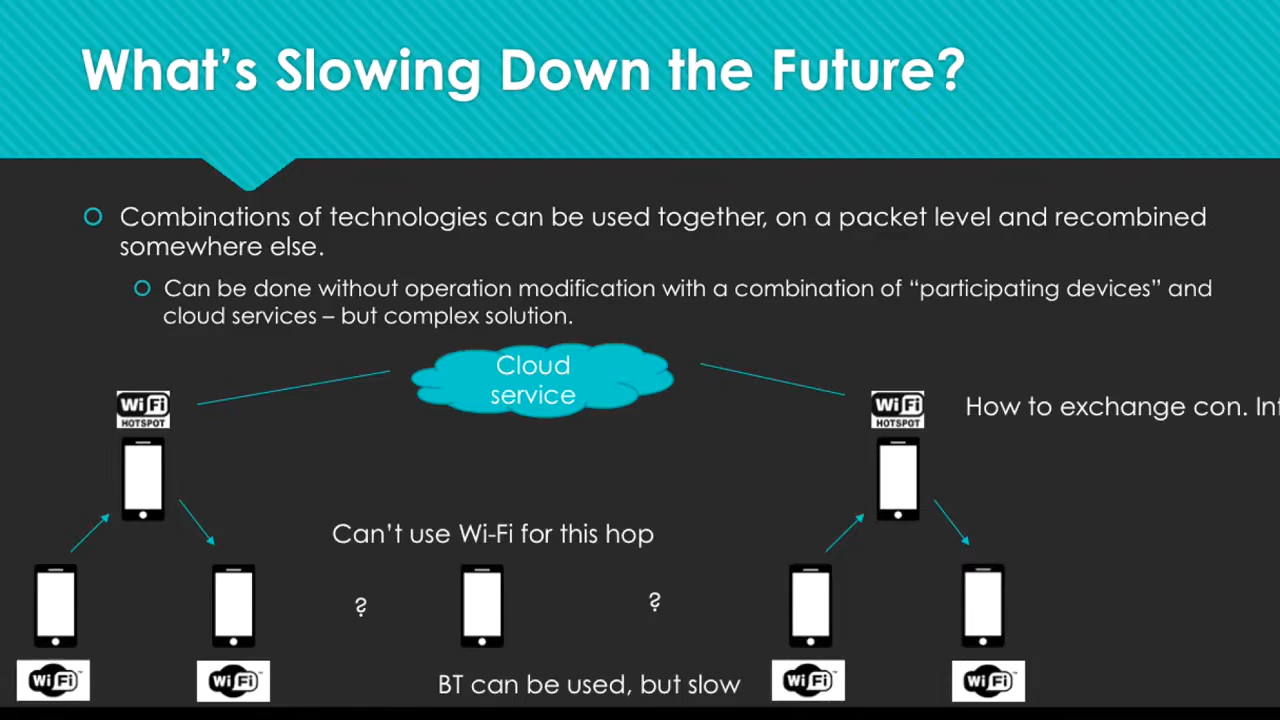 What's Slowing Down the Future?
Combinations of technologies can be used together, on a packet level and recombined
somewhere else.
Can be done without operation modification with a combination of “participating devices” and
cloud services – but complex solution.
Cloud
service
WiFi
HOTSPOT
WiFi
HOTSPOT
How to exchange con. Int
Can't use Wi-Fi for this hop
?
?
WiFi
WiFi
BT can be used, but slow
WiFi
WiFi